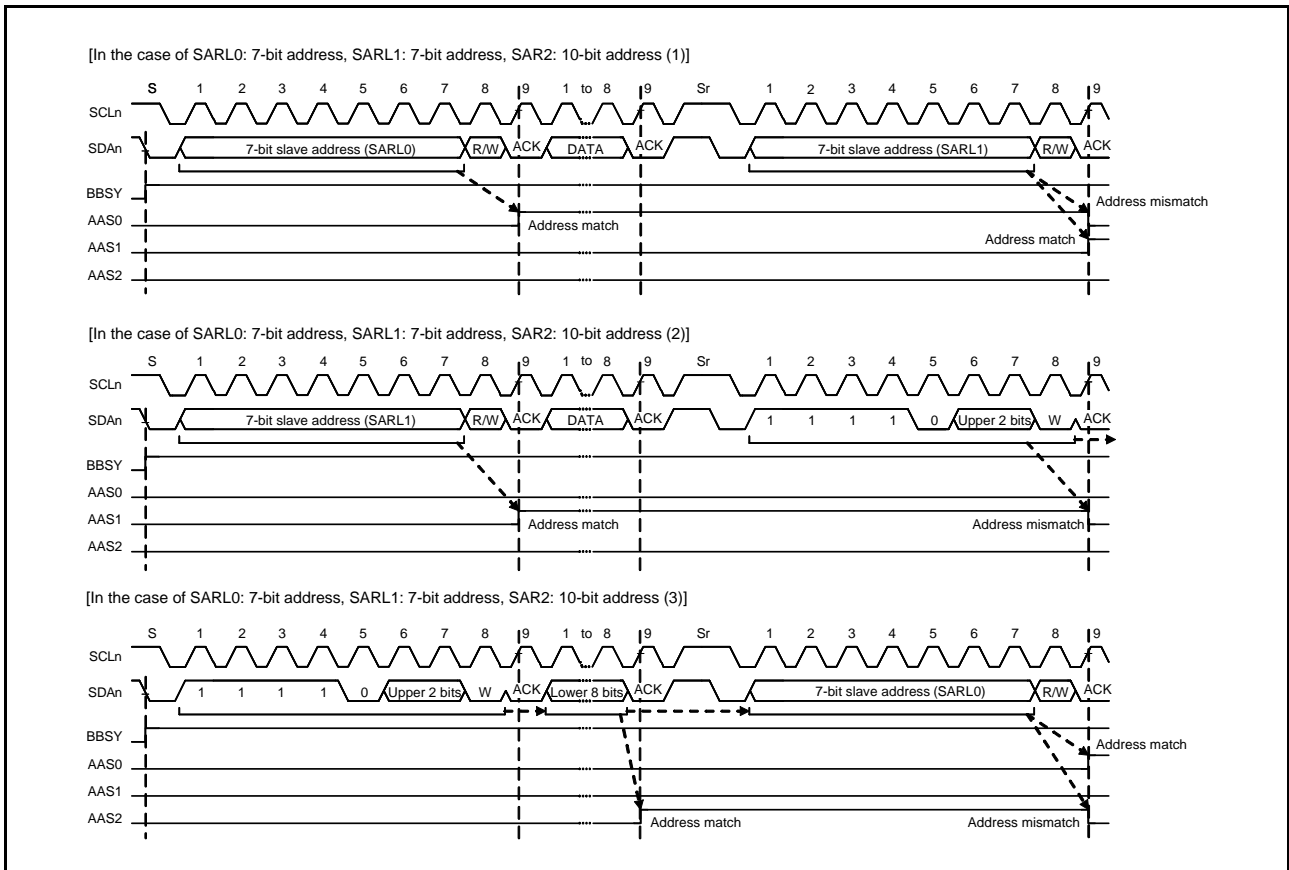 [In the case of SARL0: 7-bit address, SARL1: 7-bit address, SAR2: 10-bit address (1)]
S 1 2 3 4 5 6 7 8 9 1 to 8 9 Sr 1 2 3 4 5 6 7 8 9
SCLn
SDAn 7-bit slave address (SARL0) R/W ACK DATA ACK 7-bit slave address (SARL1) R/W ACK
BBSY
Address mismatch
AAS0 Address match
AAS1 Address match
AAS2
[In the case of SARL0: 7-bit address, SARL1: 7-bit address, SAR2: 10-bit address (2)]
S 1 2 3 4 5 6 7 8 9 1 to 8 9 Sr 1 2 3 4 5 6 7 8 9
SCLn
SDAn 7-bit slave address (SARL1) R/W ACK DATA ACK 1 1 1 1 0 Upper 2 bits W ACK
BBSY
AAS0
AAS1 Address match Address mismatch
AAS2
[In the case of SARL0: 7-bit address, SARL1: 7-bit address, SAR2: 10-bit address (3)]
S 1 2 3 4 5 6 7 8 9 1 to 8 9 Sr 1 2 3 4 5 6 7 8 9
SCLn
SDAn 1 1 1 1 0 Upper 2 bits W ACK Lower 8 bits ACK 7-bit slave address (SARL0) R/W ACK
BBSY
Address match
AAS0
AAS1
AAS2 Address match Address mismatch